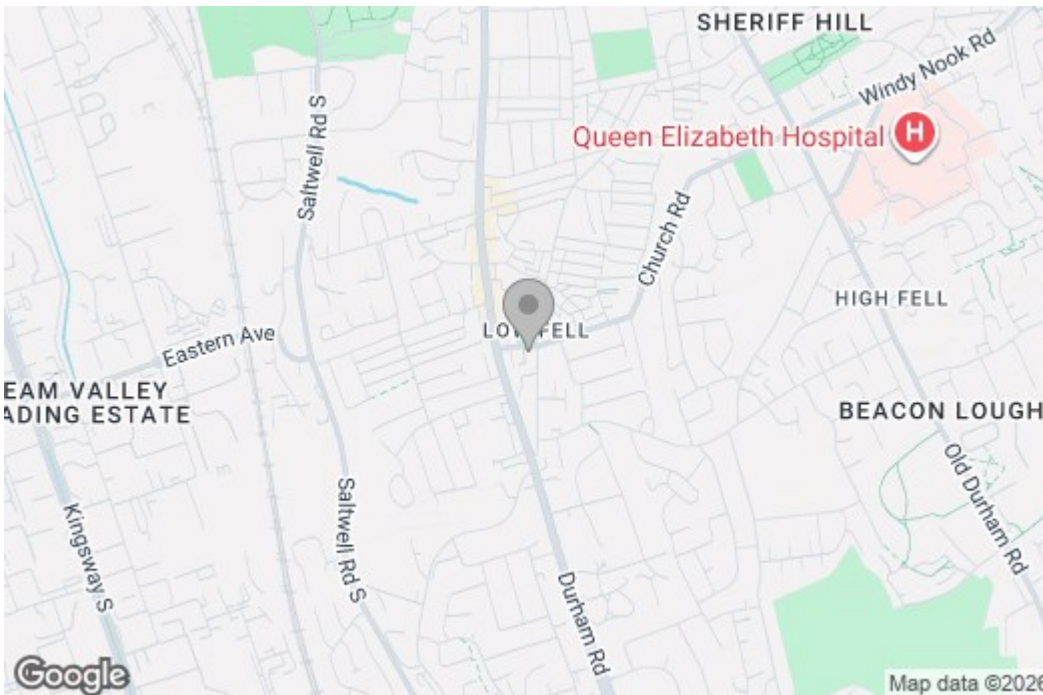 SHERIFF HILL
Windy Nook Rd
Queen Elizabeth Hospital
H
Saltwell Rd S
Church Rd
HIGH FELL
LOW FELL
Eastern Ave
EAM VALLEY
ADING ESTATE
BEACON LOUGH
Old Durham Rd
Saltwell Rd S
Kingsway S
Durham Rd
Google
Map data ©2026